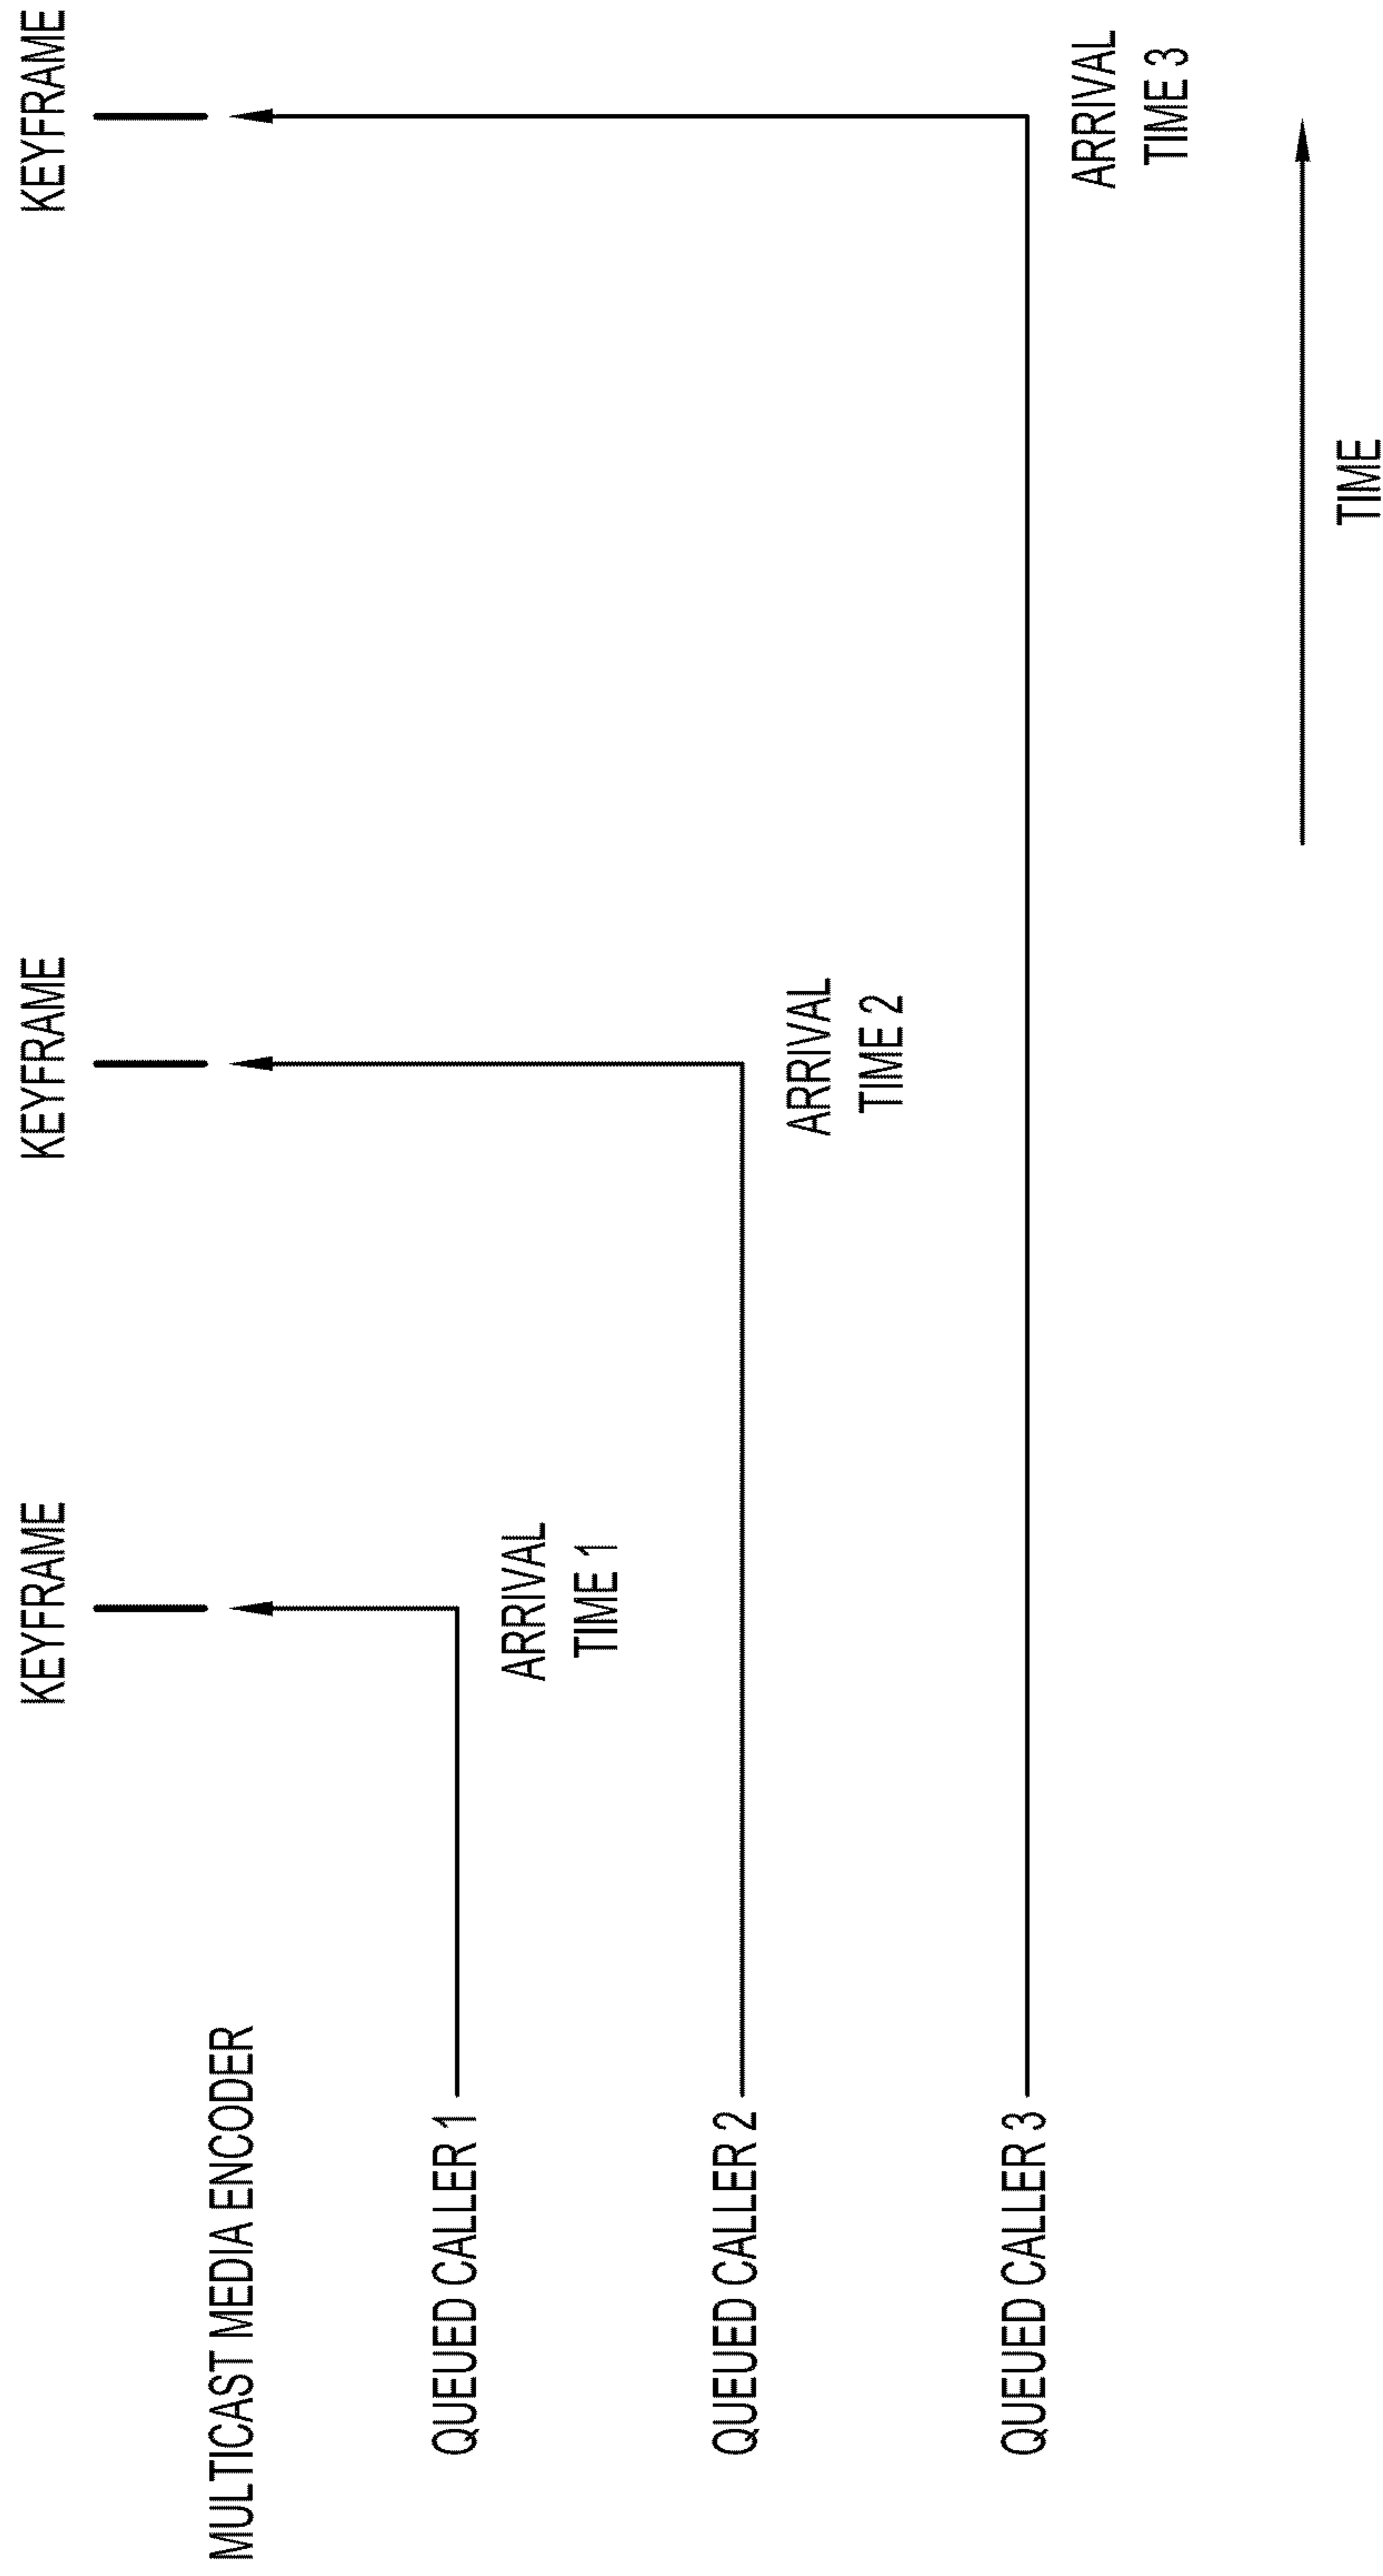 KEYFRAME
KEYFRAME
KEYFRAME
MULTICAST MEDIA ENCODER
QUEUED CALLER 1
ARRIVAL
TIME 1
QUEUED CALLER 2
ARRIVAL
TIME 2
QUEUED CALLER 3
ARRIVAL
TIME 3
TIME